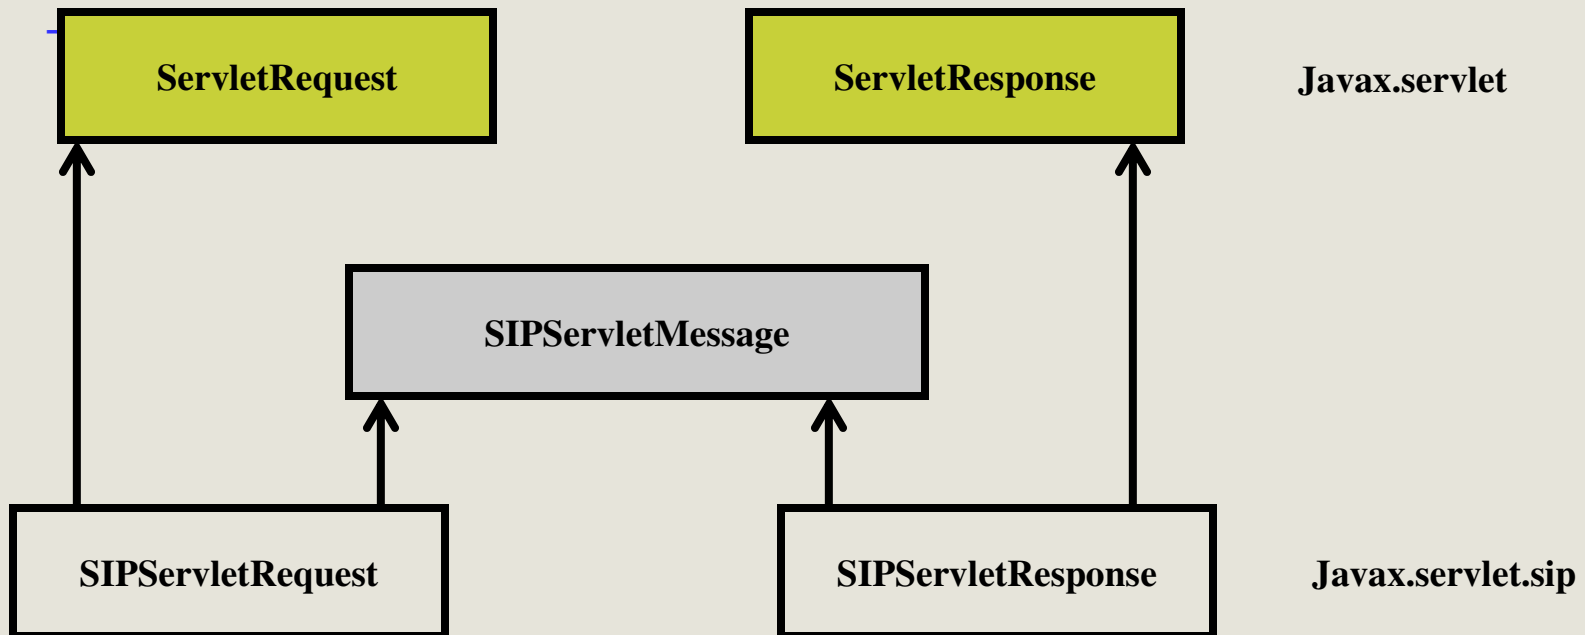 ServletRequest
ServletResponse
Javax.servlet
SIPServletMessage
SIPServletRequest
SIPServletResponse
Javax.servlet.sip